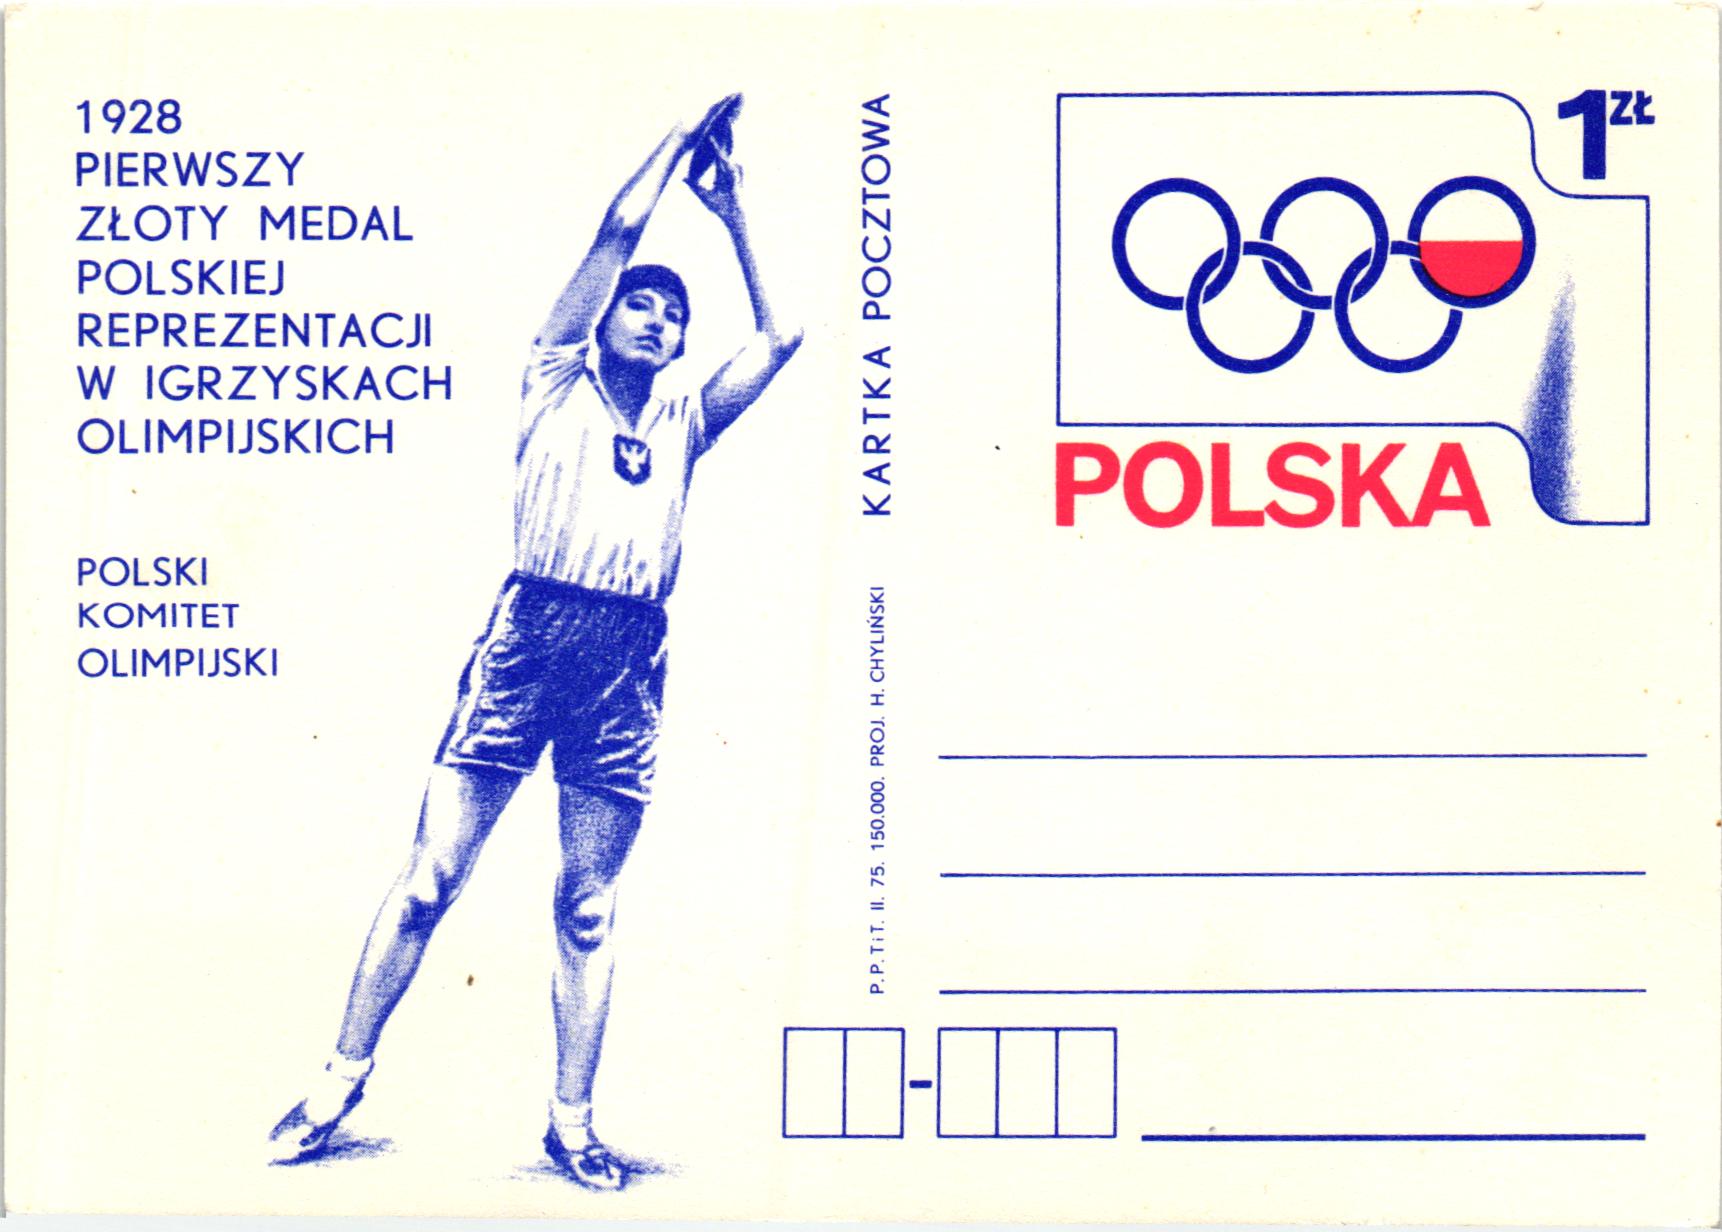 1928
PIERWSZY
ZŁOTY MEDAL
POLSKIEJ
REPREZENTACJI
W IGRZYSKACH
OLIMPIJSKICH
POLSKI
KOMITET
OLIMPIJSKI
KARTKA POCZTOWA
P.P.TiT. II. 75. 150.000. PROJ. H. CHYLIŃSKI
1 ZŁ
POLSKA